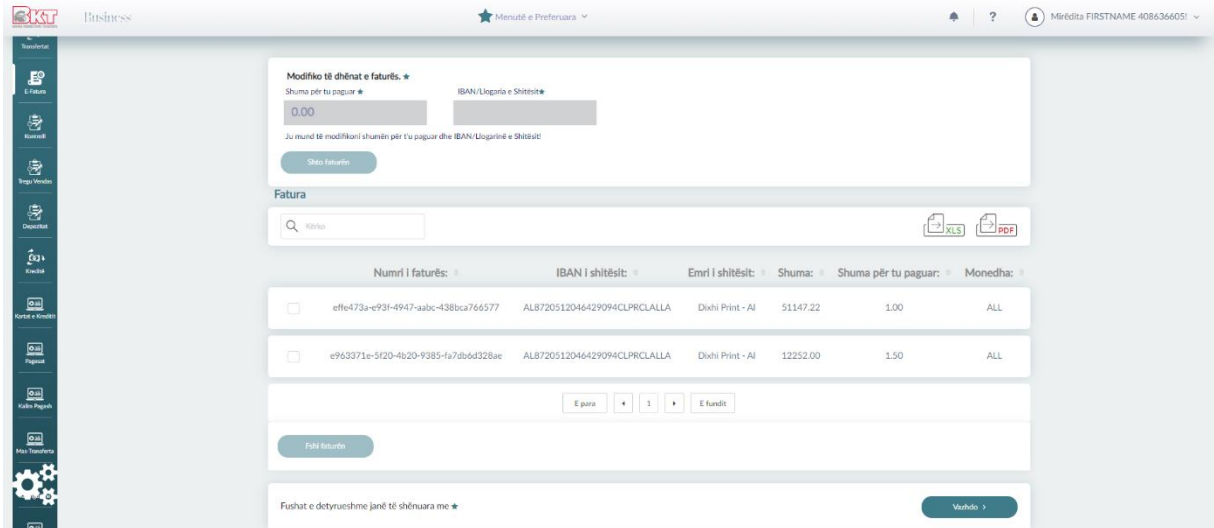 BKT Business Menutë e Preferuara ? Mirëdita FIRSTNAME 408636605!
Transfertat
E-Fatura
Kontrolli
Tregu Vendas
Depozitat
Kreditë
Kartat e Kreditit
Pagesat
Kalim Pagash
Mas-Transferta
Modifiko të dhënat e faturës.
Shuma për tu paguar IBAN/Llogaria e Shitësit
0.00
Ju mund të modifikoni shumën për t'u paguar dhe IBAN/Llogarinë e Shitësit!
Shto faturën
Fatura
Kërko XLS PDF
Numri i faturës: IBAN i shitësit: Emri i shitësit: Shuma: Shuma për tu paguar: Monedha:
effe473a-e93f-4947-aabc-438bca766577 AL8720512046429094CLPRCLALLA Dixhi Print - Al 51147.22 1.00 ALL
e963371e-5f20-4b20-9385-fa7db6d328ae AL8720512046429094CLPRCLALLA Dixhi Print - Al 12252.00 1.50 ALL
E para 1 E fundit
Fshi faturën
Fushat e detyrueshme janë të shënuara me
Vazhdo >